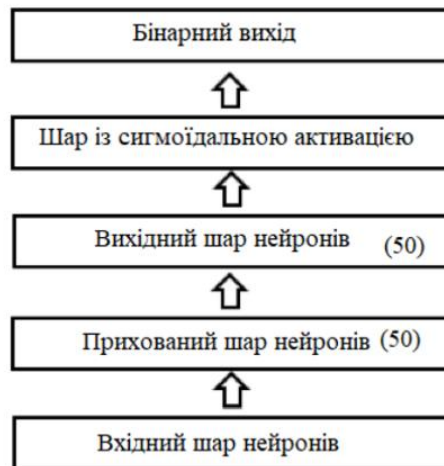 Бінарний вихід
Шар із сигмоїдальною активацією
Вихідний шар нейронів (50)
Прихований шар нейронів (50)
Вхідний шар нейронів